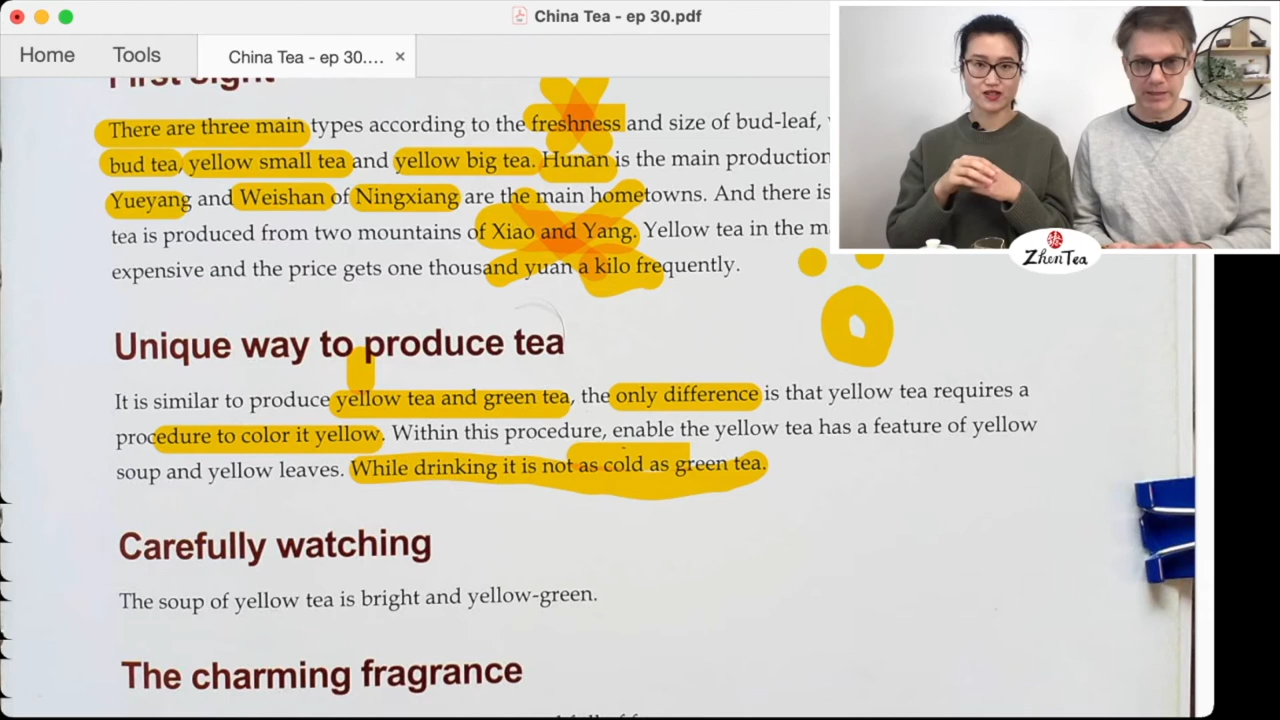 China Tea - ep 30.pdf
Home
Tools
China Tea - ep 30.... ×
First sight
There are three main types according to the freshness and size of bud-leaf,
bud tea, yellow small tea and yellow big tea. Hunan is the main production
Yueyang and Weishan of Ningxiang are the main hometowns. And there is
tea is produced from two mountains of Xiao and Yang. Yellow tea in the m
expensive and the price gets one thousand yuan a kilo frequently.
Unique way to produce tea
It is similar to produce yellow tea and green tea, the only difference is that yellow tea requires a
procedure to color it yellow. Within this procedure, enable the yellow tea has a feature of yellow
soup and yellow leaves. While drinking it is not as cold as green tea.
Carefully watching
The soup of yellow tea is bright and yellow-green.
The charming fragrance
Zhen Tea